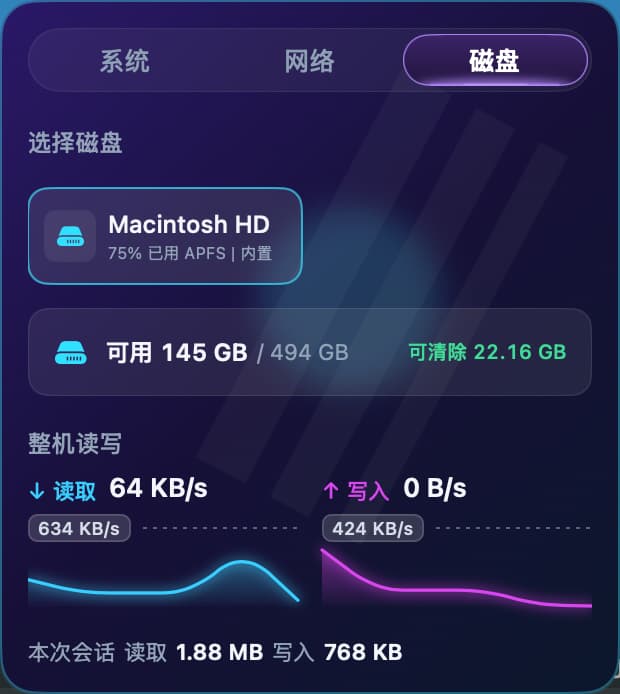 系统 网络 磁盘
选择磁盘
Macintosh HD
75% 已用 APFS | 内置
可用 145 GB / 494 GB 可清除 22.16 GB
整机读写
↓ 读取 64 KB/s ↑ 写入 0 B/s
634 KB/s 424 KB/s
本次会话 读取 1.88 MB 写入 768 KB